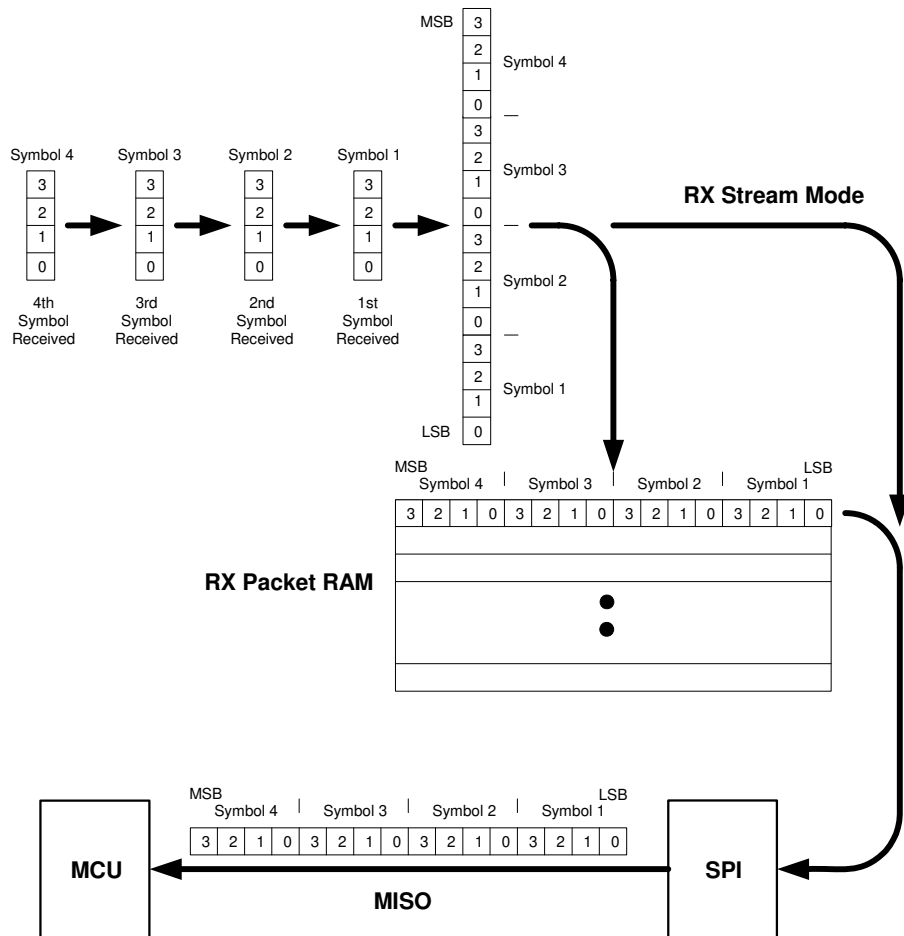 MSB 3
2
1
0
Symbol 4
3
2
1
0
Symbol 3
3
2
1
0
Symbol 2
3
2
1
LSB 0
Symbol 1
Symbol 4 Symbol 3 Symbol 2 Symbol 1
3 3 3 3
2 2 2 2
1 1 1 1
0 0 0 0
4th 3rd 2nd 1st
Symbol Symbol Symbol Symbol
Received Received Received Received
RX Stream Mode
MSB LSB
Symbol 4 Symbol 3 Symbol 2 Symbol 1
3 2 1 0 3 2 1 0 3 2 1 0 3 2 1 0
RX Packet RAM
MSB LSB
Symbol 4 Symbol 3 Symbol 2 Symbol 1
3 2 1 0 3 2 1 0 3 2 1 0 3 2 1 0
MCU SPI
MISO